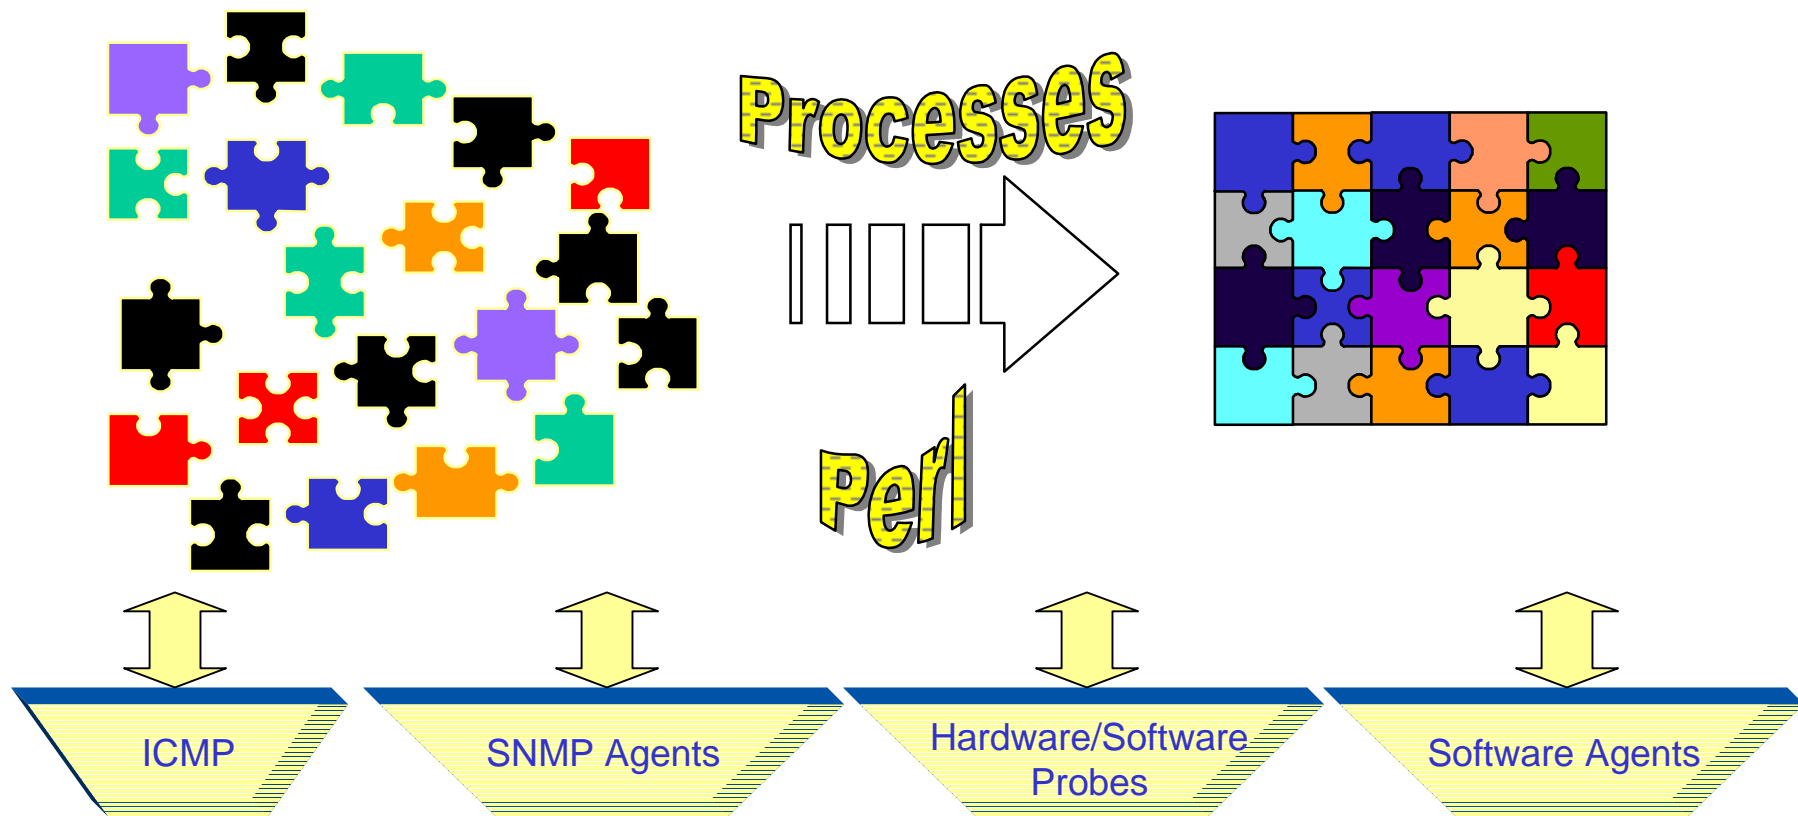 Processes
Perl
ICMP
SNMP Agents
Hardware/Software
Probes
Software Agents